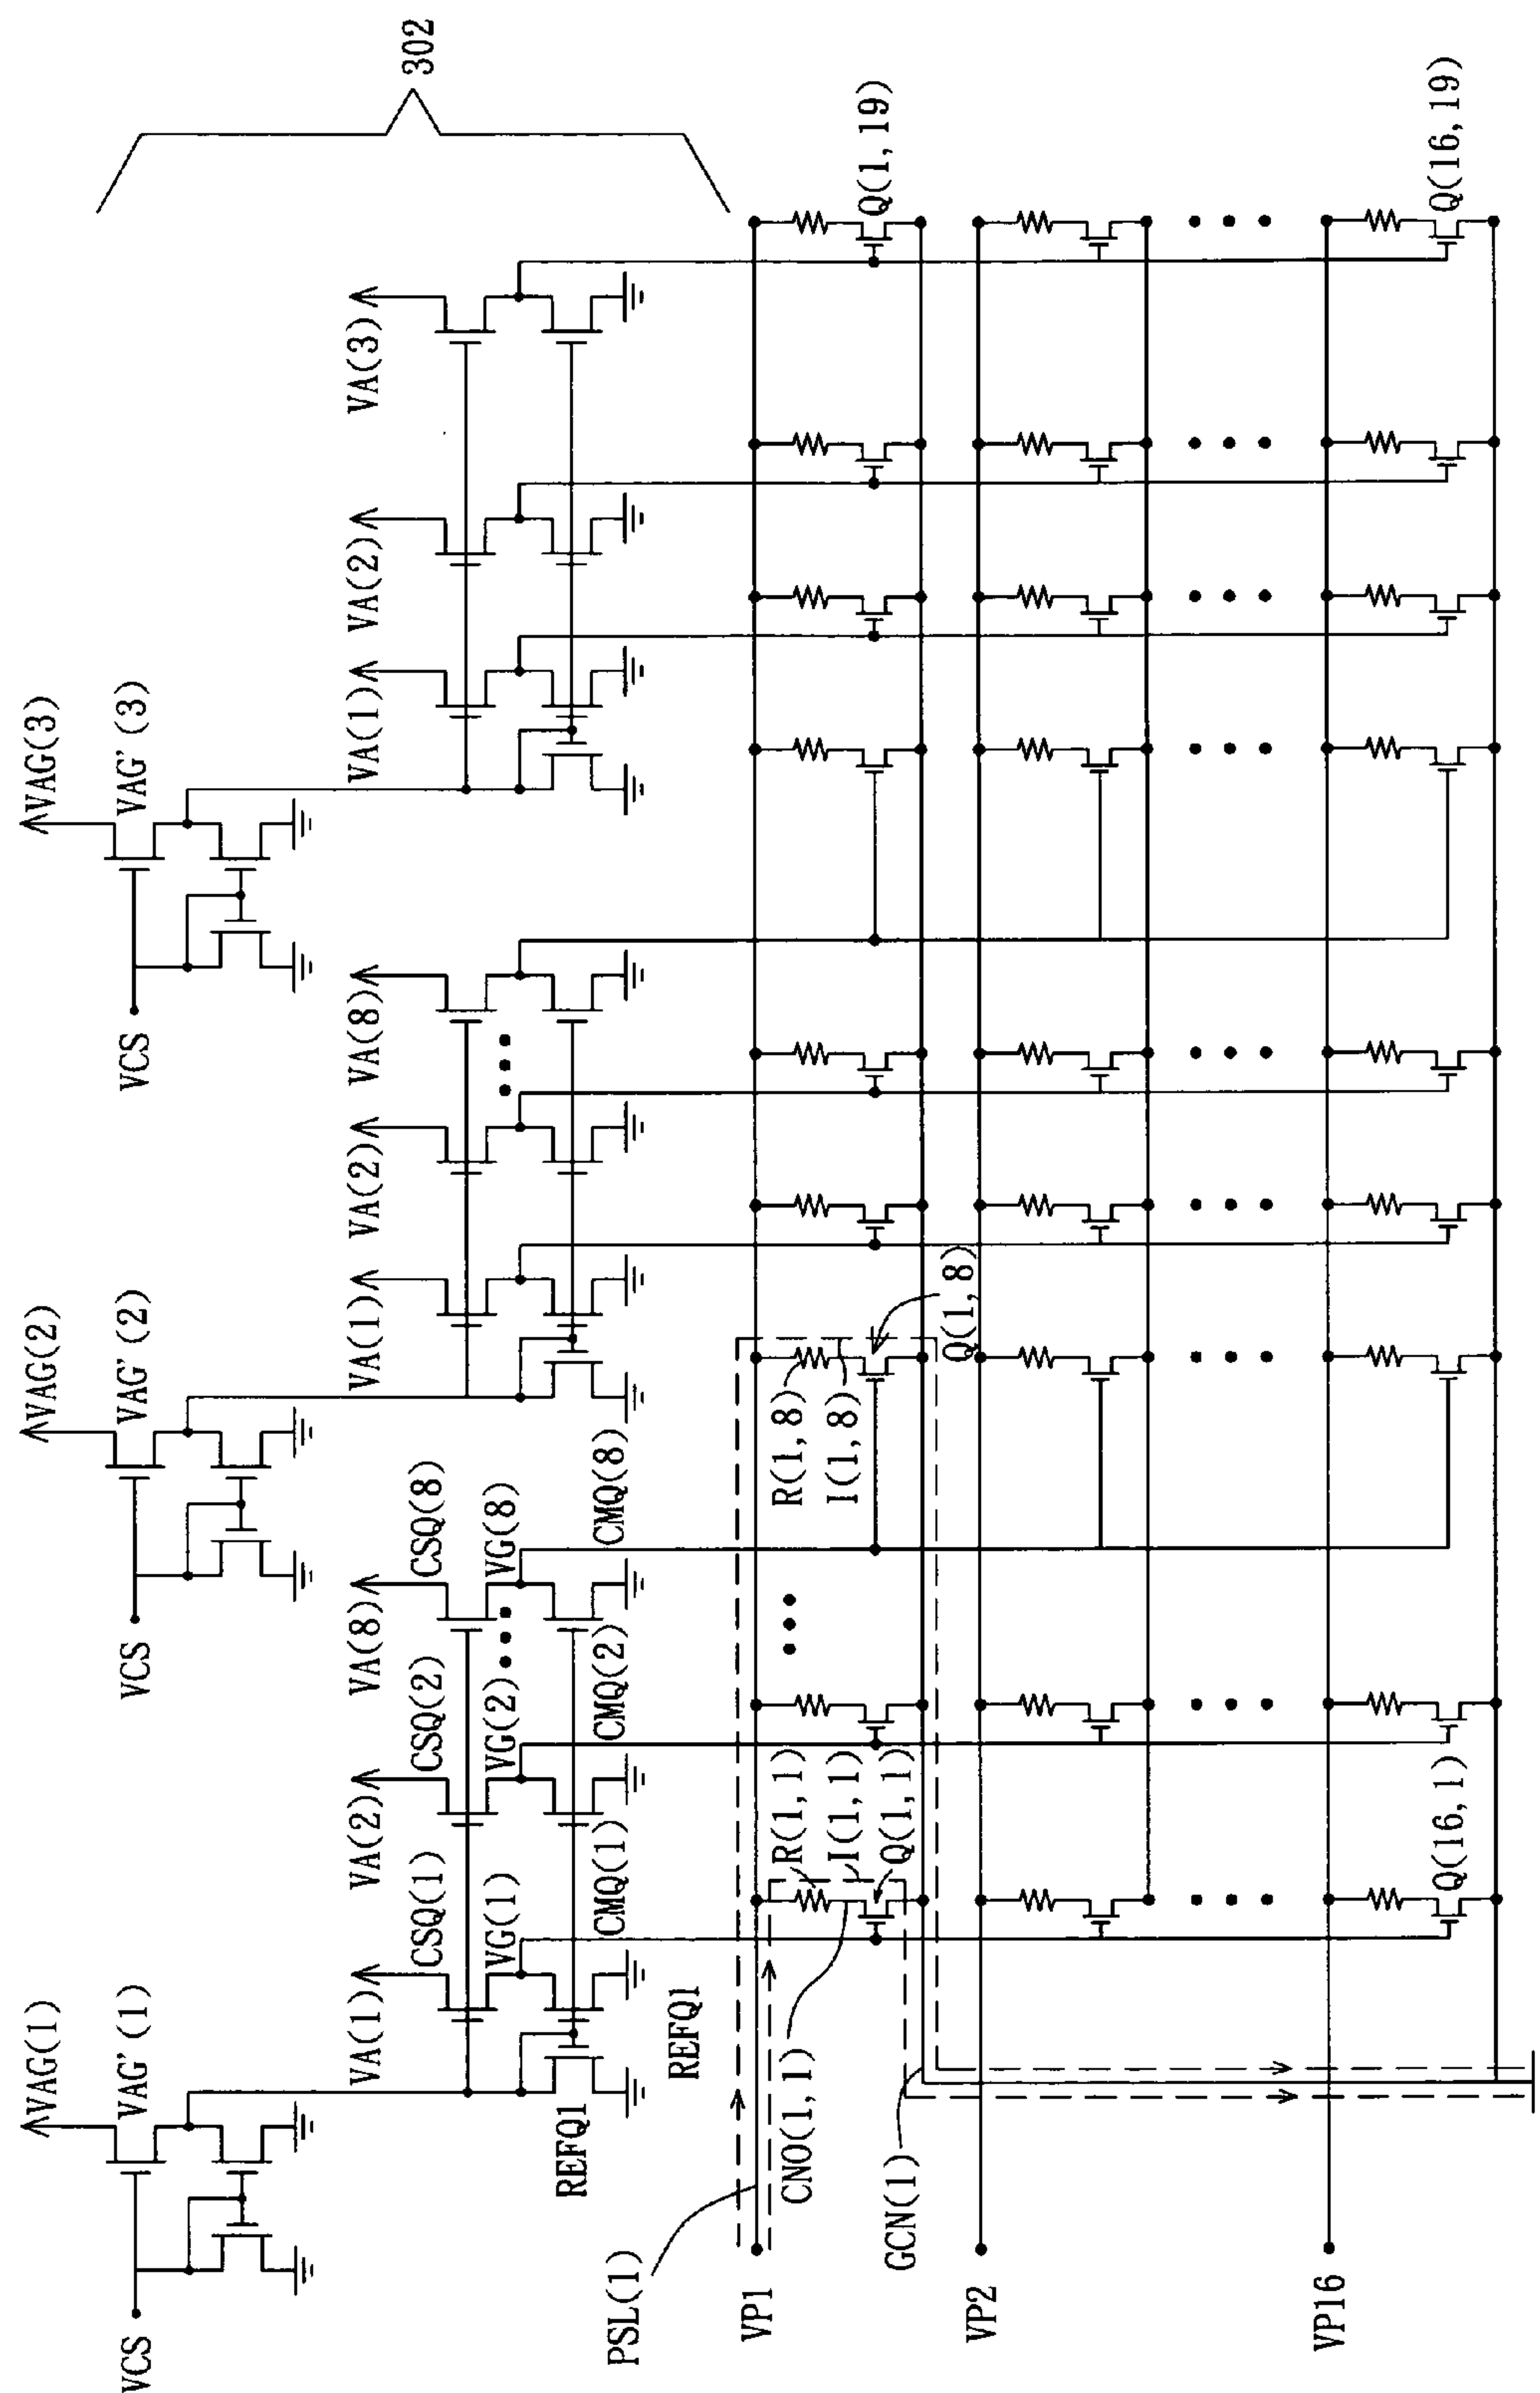 302
VAG(1)
VAG(2)
VAG(3)
VAG'(1)
VAG'(2)
VAG'(3)
VCS
VCS
VCS
VA(1)
VA(2)
VA(8)
VA(1)
VA(2)
VA(8)
VA(1)
VA(2)
VA(3)
CSQ(1)
CSQ(2)
CSQ(8)
VG(1)
VG(2)
VG(8)
REFQ1
CMQ(1)
CMQ(2)
CMQ(8)
REFQ1
PSL(1)
VP1
CNO(1,1)
R(1,1)
I(1,1)
Q(1,1)
R(1,8)
I(1,8)
Q(1,8)
Q(1,19)
GCN(1)
VP2
VP16
Q(16,1)
Q(16,19)